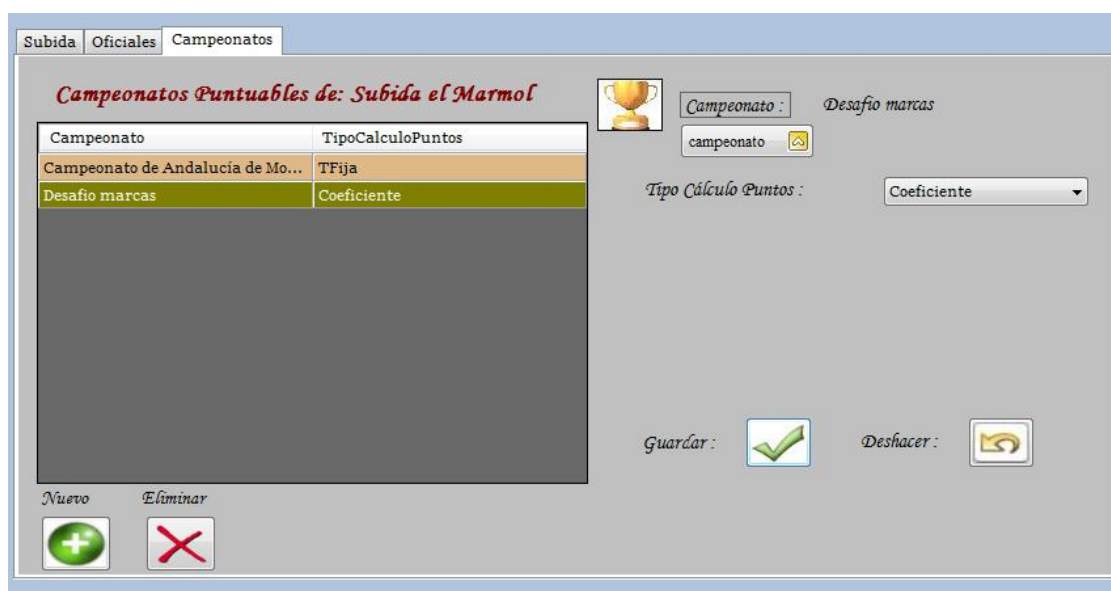 Subida Oficiales Campeonatos
Campeonatos Puntuables de: Subida el Marmol
Campeonato TipoCalculoPuntos
Campeonato de Andalucía de Mo... TFija
Desafio marcas Coeficiente
Campeonato : Desafio marcas
campeonato
Tipo Cálculo Puntos : Coeficiente
Guardar : Deshacer :
Nuevo Eliminar